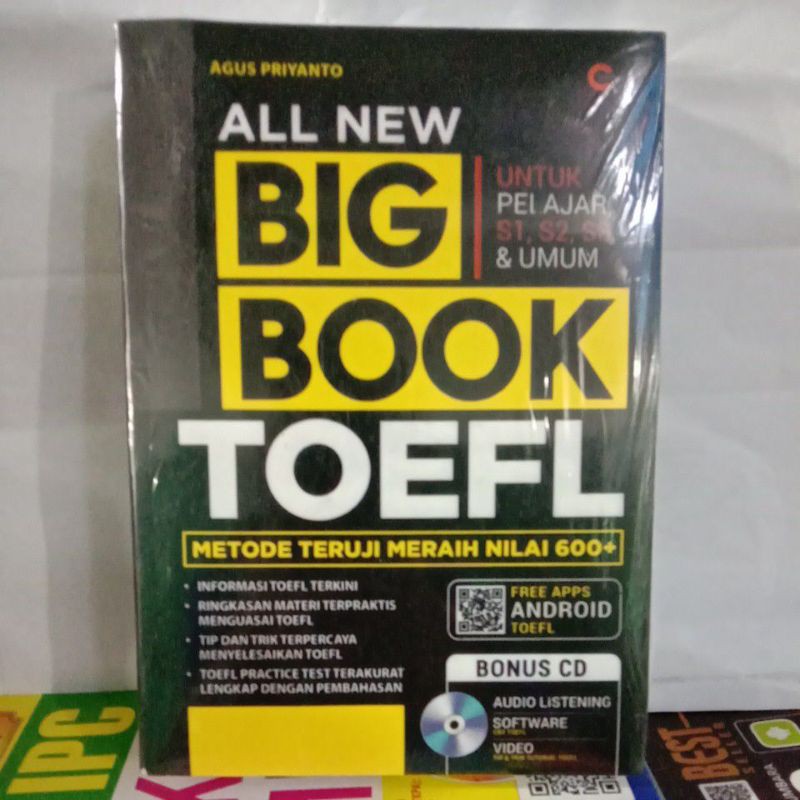 AGUS PRIYANTO
C
ALL NEW
BIG
UNTUK
PELAJAR,
S1, S2, S3
& UMUM
BOOK
TOEFL
METODE TERUJI MERAIH NILAI 600+
• INFORMASI TOEFL TERKINI
• RINGKASAN MATERI TERPRAKTIS
MENGUASAI TOEFL
• TIP DAN TRIK TERPERCAYA
MENYELESAIKAN TOEFL
• TOEFL PRACTICE TEST TERAKURAT
LENGKAP DENGAN PEMBAHASAN
FREE APPS
ANDROID
TOEFL
BONUS CD
AUDIO LISTENING
SOFTWARE
VIDEO
IPC
BEST
SELLER